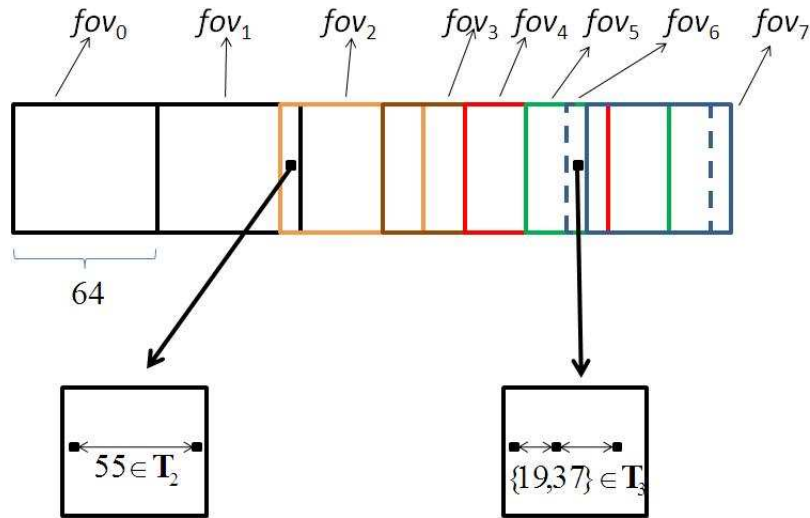 fov₀ fov₁ fov₂ fov₃ fov₄ fov₅ fov₆ fov₇
64
55 ∈ T₂
{19,37} ∈ T₃